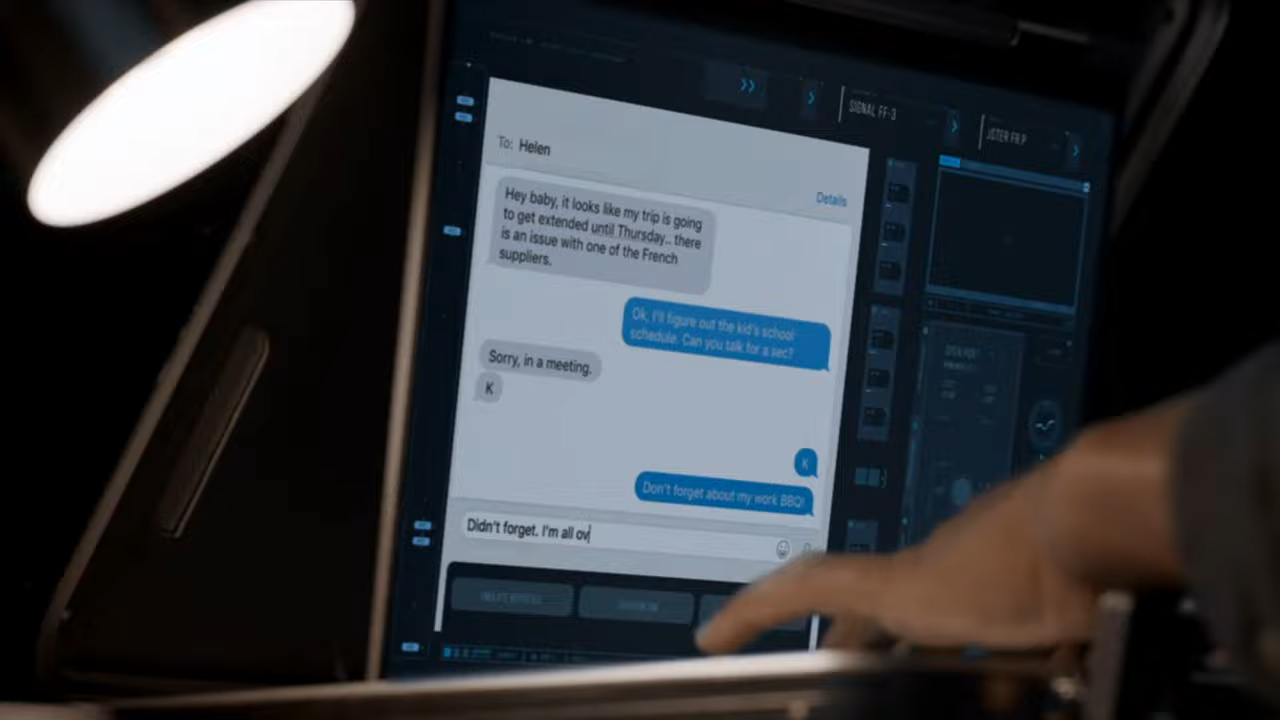 SIGNAL FF-3
To: Helen
Details
Hey baby, it looks like my trip is going
to get extended until Thursday.. there
is an issue with one of the French
suppliers.
Ok, I'll figure out the kid's school
schedule. Can you talk for a sec?
Sorry, in a meeting.
K
K
Don't forget about my work BBQ!
Didn't forget. I'm all ov